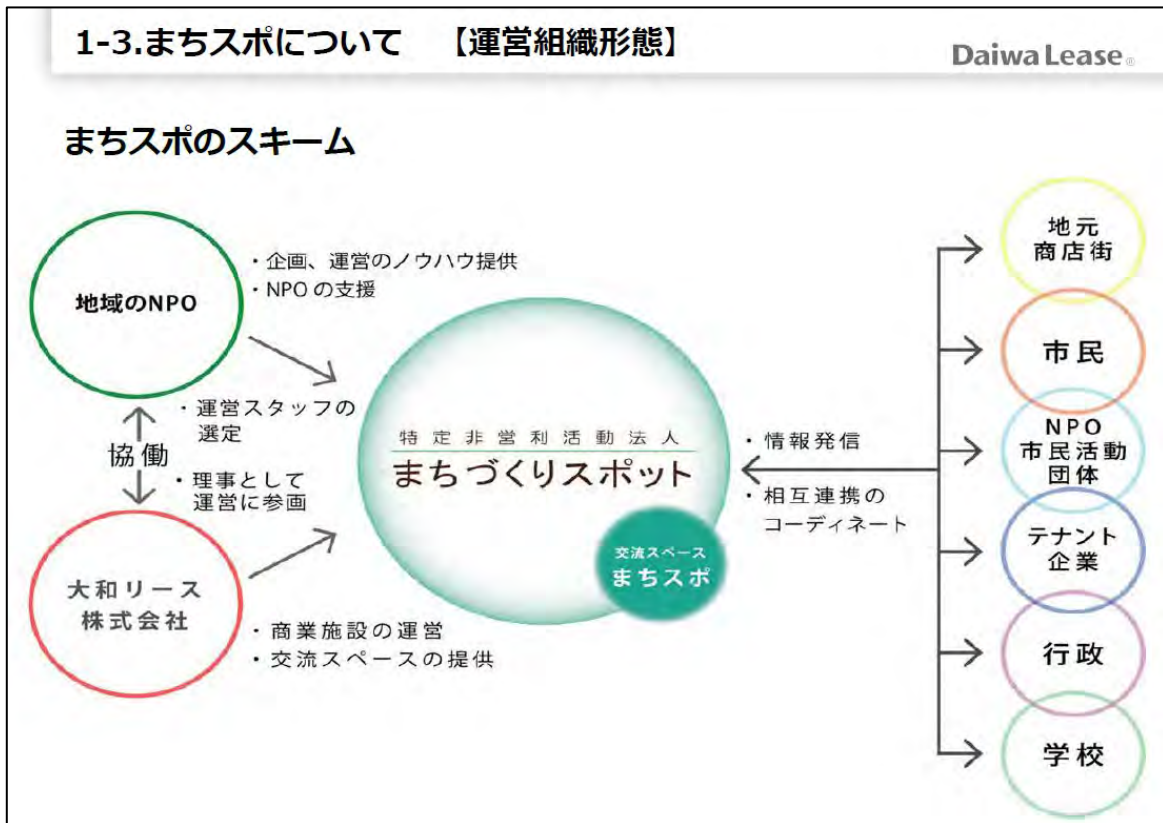 1-3.まちスポについて 【運営組織形態】
Daiwa Lease®
まちスポのスキーム
地域のNPO
・企画、運営のノウハウ提供
・NPO の支援
・運営スタッフの
選定
協働
・理事として
運営に参画
大和リース
株式会社
・商業施設の運営
・交流スペースの提供
特定非営利活動法人
まちづくりスポット
交流スペース
まちスポ
・情報発信
・相互連携の
コーディネート
地元
商店街
市民
NPO
市民活動
団体
テナント
企業
行政
学校